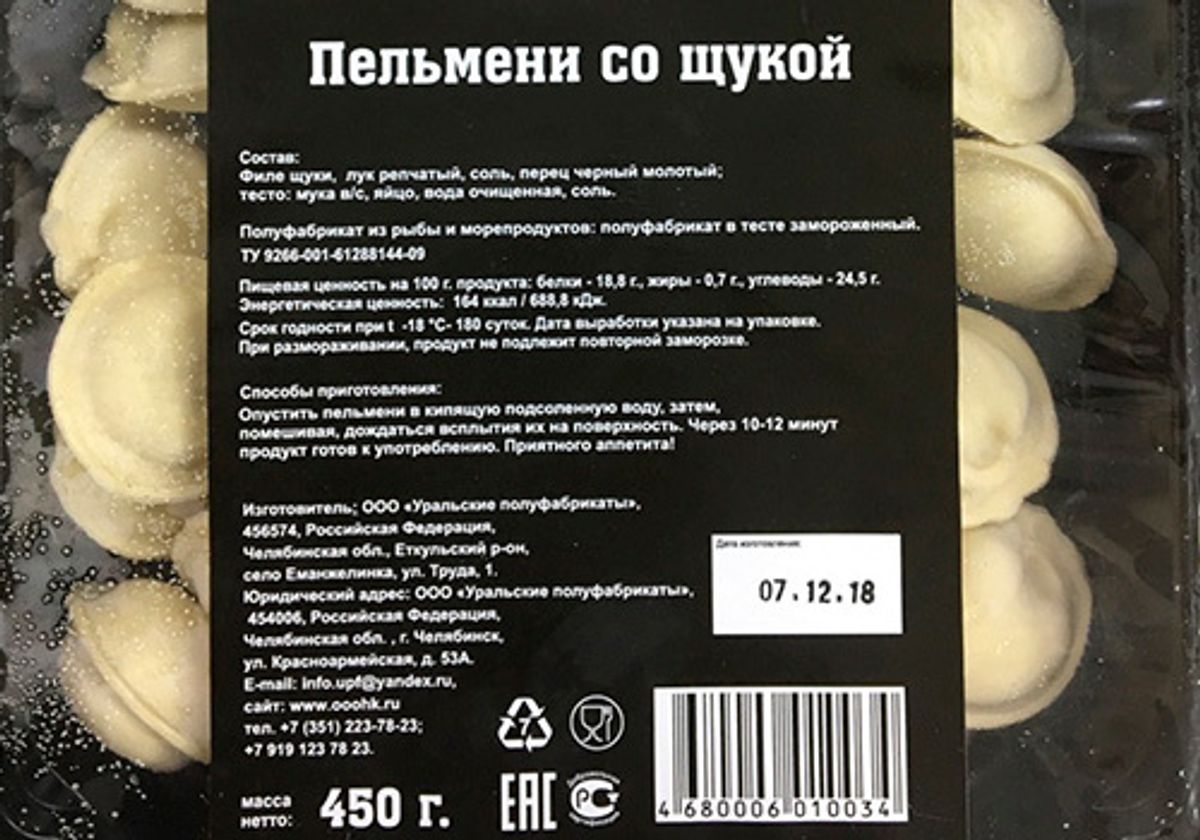 Пельмени со щукой
Состав:
Филе щуки, лук репчатый, соль, перец черный молотый;
тесто: мука в/с, яйцо, вода очищенная, соль.
Полуфабрикат из рыбы и морепродуктов: полуфабрикат в тесте замороженный.
ТУ 9266-001-61288144-09
Пищевая ценность на 100 г. продукта: белки - 18,8 г., жиры - 0,7 г., углеводы - 24,5 г.
Энергетическая ценность: 164 ккал / 688,8 кДж.
Срок годности при t -18 °С- 180 суток. Дата выработки указана на упаковке.
При размораживании, продукт не подлежит повторной заморозке.
Способы приготовления:
Опустить пельмени в кипящую подсоленную воду, затем,
помешивая, дождаться всплытия их на поверхность. Через 10-12 минут
продукт готов к употреблению. Приятного аппетита!
Изготовитель; ООО «Уральские полуфабрикаты»,
456574, Российская Федерация,
Челябинская обл., Еткульский р-он,
село Еманжелинка, ул. Труда, 1.
Юридический адрес: ООО «Уральские полуфабрикаты»,
454006, Российская Федерация,
Челябинская обл. , г. Челябинск,
ул. Красноармейская, д. 53А.
E-mail: info.upf@yandex.ru,
сайт: www.ooohk.ru
тел. +7 (351) 223-78-23;
+7 919 123 78 23.
Дата изготовления:
07.12.18
7
масса
нетто: 450 г.
ЕАС
РС
4 680006 010034